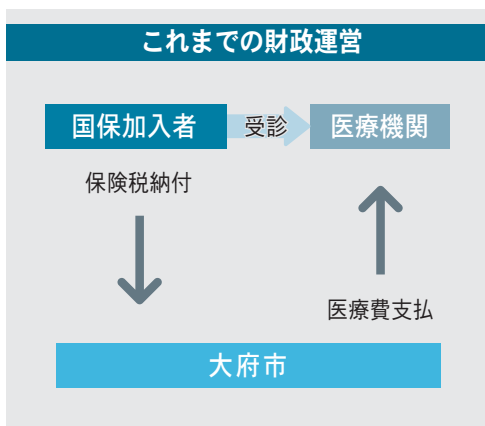 これまでの財政運営
国保加入者 受診 医療機関
保険税納付
医療費支払
大府市